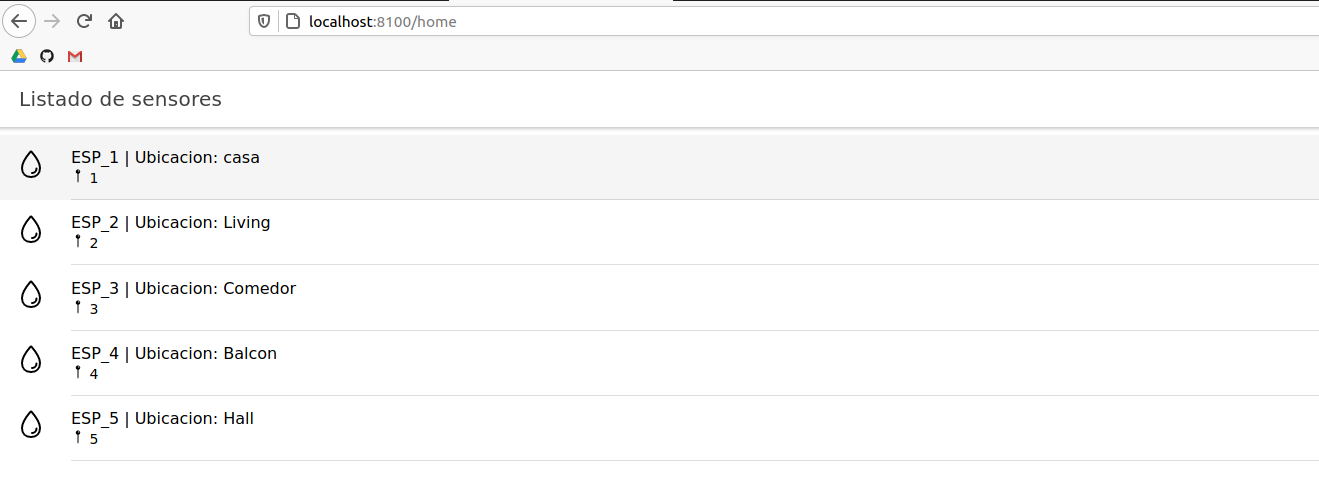 localhost:8100/home
Listado de sensores
ESP_1 | Ubicacion: casa
1
ESP_2 | Ubicacion: Living
2
ESP_3 | Ubicacion: Comedor
3
ESP_4 | Ubicacion: Balcon
4
ESP_5 | Ubicacion: Hall
5